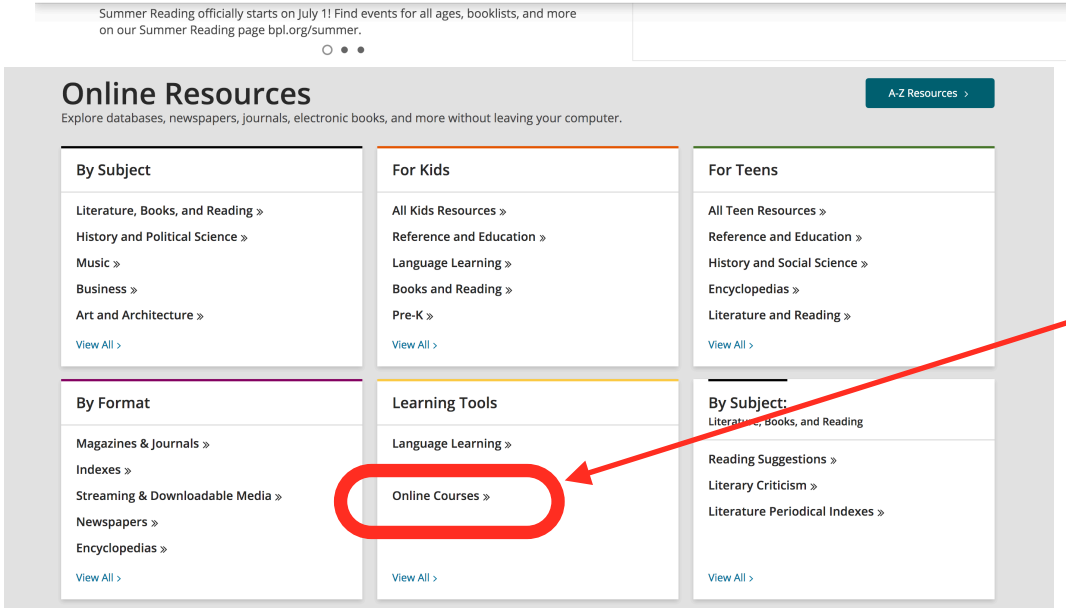 Summer Reading officially starts on July 1! Find events for all ages, booklists, and more
on our Summer Reading page bpl.org/summer.
Online Resources
A-Z Resources ›
Explore databases, newspapers, journals, electronic books, and more without leaving your computer.
By Subject
Literature, Books, and Reading »
History and Political Science »
Music »
Business »
Art and Architecture »
View All ›
For Kids
All Kids Resources »
Reference and Education »
Language Learning »
Books and Reading »
Pre-K »
View All ›
For Teens
All Teen Resources »
Reference and Education »
History and Social Science »
Encyclopedias »
Literature and Reading »
View All ›
By Format
Magazines & Journals »
Indexes »
Streaming & Downloadable Media »
Newspapers »
Encyclopedias »
View All ›
Learning Tools
Language Learning »
Online Courses »
View All ›
By Subject:
Literature, Books, and Reading
Reading Suggestions »
Literary Criticism »
Literature Periodical Indexes »
View All ›